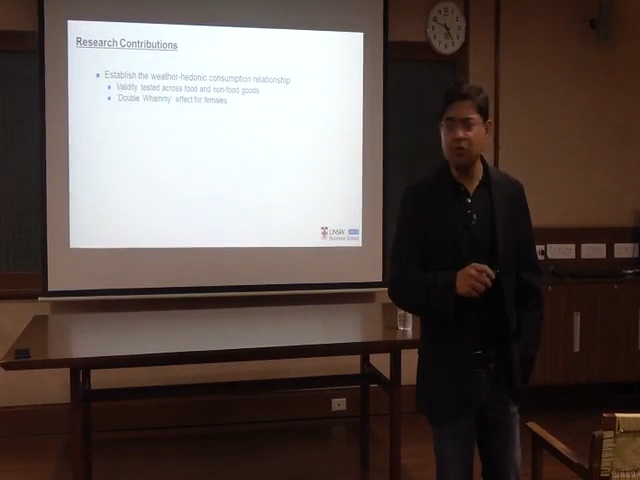 Research Contributions
Establish the weather-hedonic consumption relationship
Validity tested across food and non-food goods
'Double Whammy' effect for females
UNSW
Business School